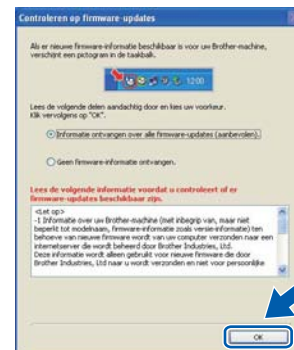 Controleren op firmware-updates
Als er nieuwe firmware-informatie beschikbaar is voor uw Brother-machine,
verschijnt een pictogram in de taakbalk.
12:00
Lees de volgende delen aandachtig door en kies uw voorkeur.
Klik vervolgens op "OK".
Informatie ontvangen over alle firmware-updates (aanbevolen).
Geen firmware-informatie ontvangen.
Lees de volgende informatie voordat u controleert of er
firmware-updates beschikbaar zijn.
<Let op>
-1 Informatie over uw Brother-machine (met inbegrip van, maar niet
beperkt tot modelnaam, firmware-informatie zoals versie-informatie) ten
behoeve van nieuwe firmware wordt van uw computer verzonden naar een
internetserver die wordt beheerd door Brother Industries, Ltd.
Deze informatie wordt alleen gebruikt voor nieuwe firmware die door
Brother Industries, Ltd naar u wordt verzonden en niet voor persoonlijke
OK